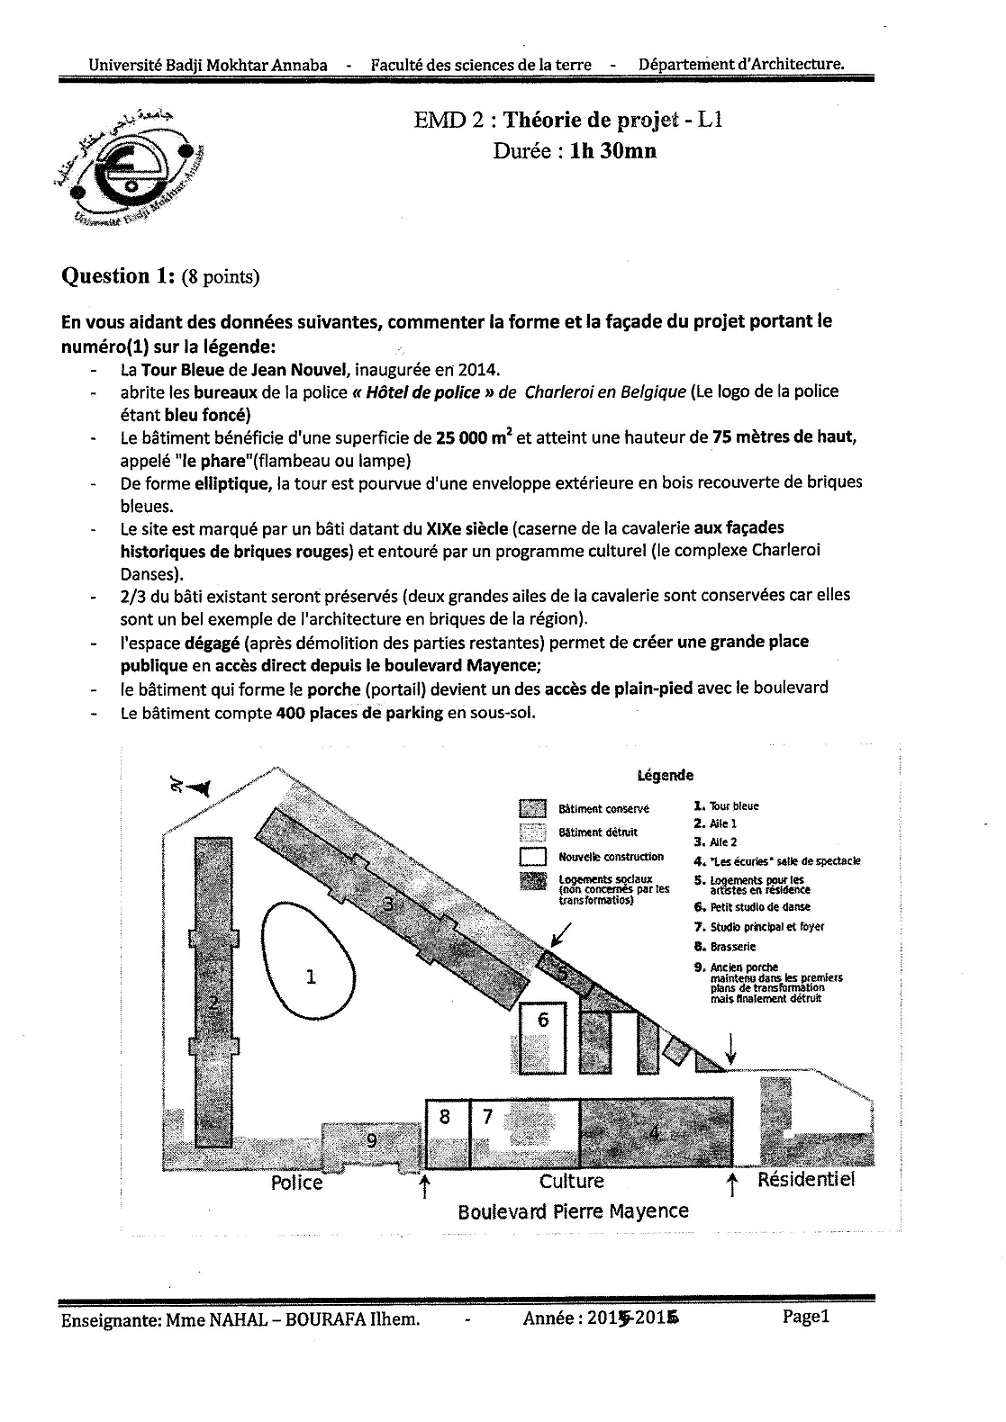 Université Badji Mokhtar Annaba - Faculté des sciences de la terre - Département d'Architecture.
جامعة باجي مختار - عنابة
Université Badji Mokhtar-Annaba
EMD 2 : Théorie de projet - L1
Durée : 1h 30mn
Question 1: (8 points)
En vous aidant des données suivantes, commenter la forme et la façade du projet portant le
numéro(1) sur la légende:
- La Tour Bleue de Jean Nouvel, inaugurée en 2014.
- abrite les bureaux de la police « Hôtel de police » de Charleroi en Belgique (Le logo de la police
étant bleu foncé)
- Le bâtiment bénéficie d'une superficie de 25 000 m² et atteint une hauteur de 75 mètres de haut,
appelé "le phare"(flambeau ou lampe)
- De forme elliptique, la tour est pourvue d'une enveloppe extérieure en bois recouverte de briques
bleues.
- Le site est marqué par un bâti datant du XIXe siècle (caserne de la cavalerie aux façades
historiques de briques rouges) et entouré par un programme culturel (le complexe Charleroi
Danses).
- 2/3 du bâti existant seront préservés (deux grandes ailes de la cavalerie sont conservées car elles
sont un bel exemple de l'architecture en briques de la région).
- l'espace dégagé (après démolition des parties restantes) permet de créer une grande place
publique en accès direct depuis le boulevard Mayence;
- le bâtiment qui forme le porche (portail) devient un des accès de plain-pied avec le boulevard
- Le bâtiment compte 400 places de parking en sous-sol.
N
Légende
Bâtiment conservé
Bâtiment détruit
Nouvelle construction
Logements sociaux
(non concernés par les
transformatios)
1. Tour bleue
2. Aile 1
3. Aile 2
4. "Les écuries" salle de spectacle
5. Logements pour les
artistes en résidence
6. Petit studio de danse
7. Studio principal et foyer
8. Brasserie
9. Ancien porche
maintenu dans les premiers
plans de transformation
mais finalement détruit
3
5
1
2
6
8
7
4
9
Police
Culture
Résidentiel
Boulevard Pierre Mayence
Enseignante: Mme NAHAL – BOURAFA Ilhem. - Année : 2015-2016 Page1